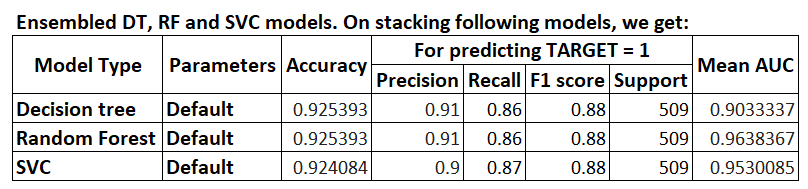 Ensembled DT, RF and SVC models. On stacking following models, we get:
Model Type Parameters Accuracy For predicting TARGET = 1 Mean AUC
Precision Recall F1 score Support
Decision tree Default 0.925393 0.91 0.86 0.88 509 0.9033337
Random Forest Default 0.925393 0.91 0.86 0.88 509 0.9638367
SVC Default 0.924084 0.9 0.87 0.88 509 0.9530085